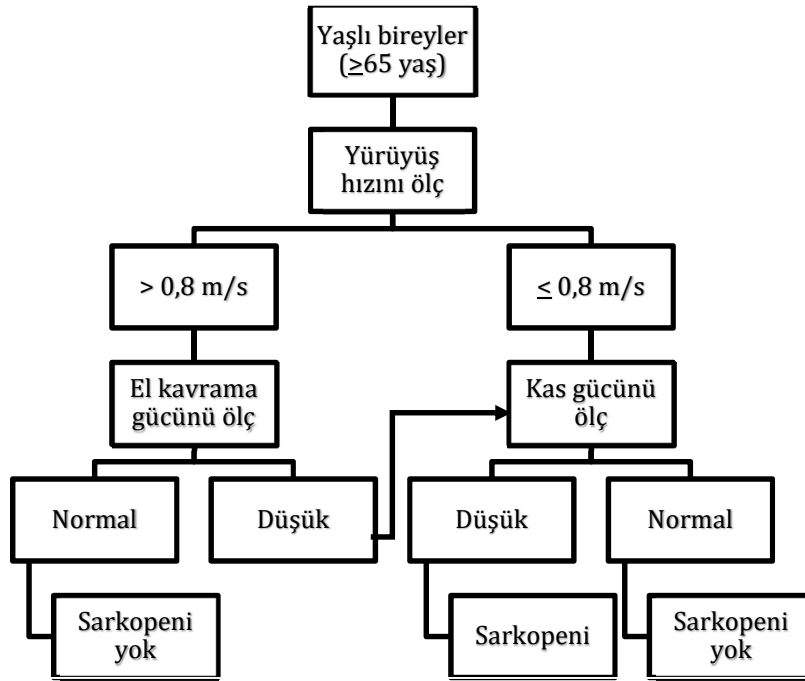 Yaşlı bireyler
(≥65 yaş)
Yürüyüş
hızını ölç
> 0,8 m/s
≤ 0,8 m/s
El kavrama
gücünü ölç
Kas gücünü
ölç
Normal
Düşük
Düşük
Normal
Sarkopeni
yok
Sarkopeni
Sarkopeni
yok